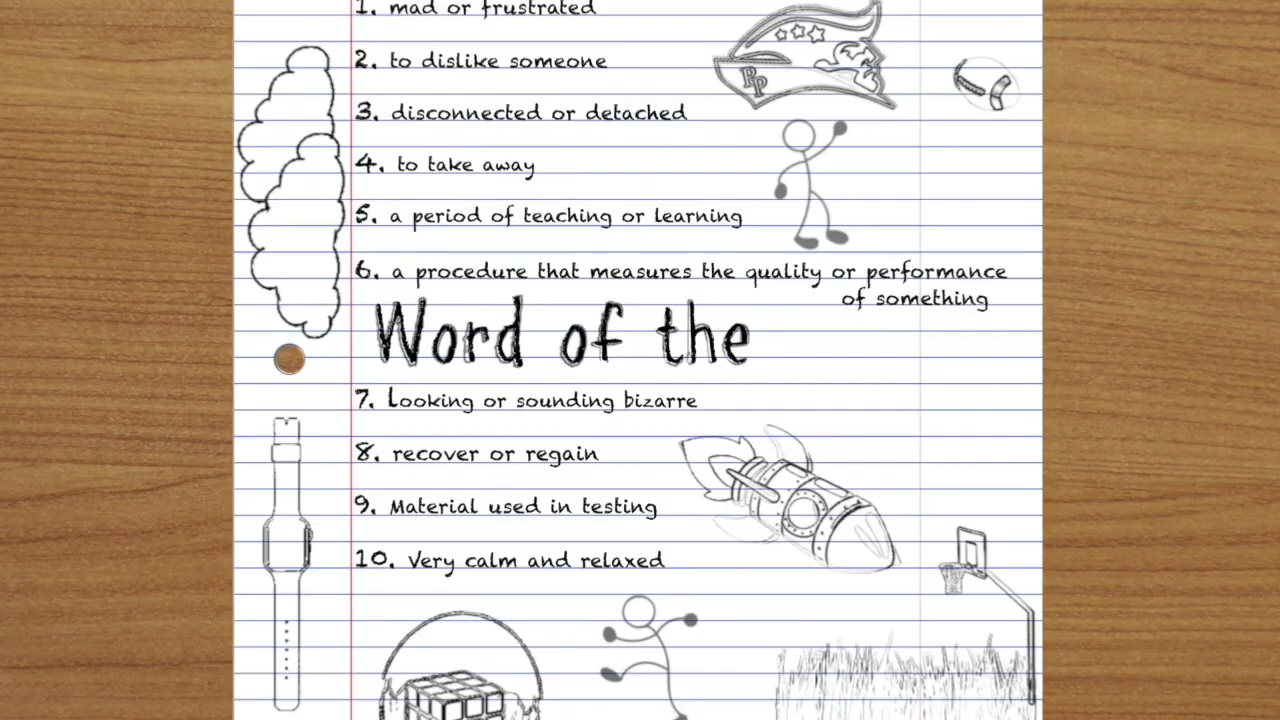 1. mad or frustrated
RP
2. to dislike someone
3. disconnected or detached
4. to take away
5. a period of teaching or learning
6. a procedure that measures the quality or performance
of something
Word of the
7. Looking or sounding bizarre
8. recover or regain
9. Material used in testing
10. Very calm and relaxed